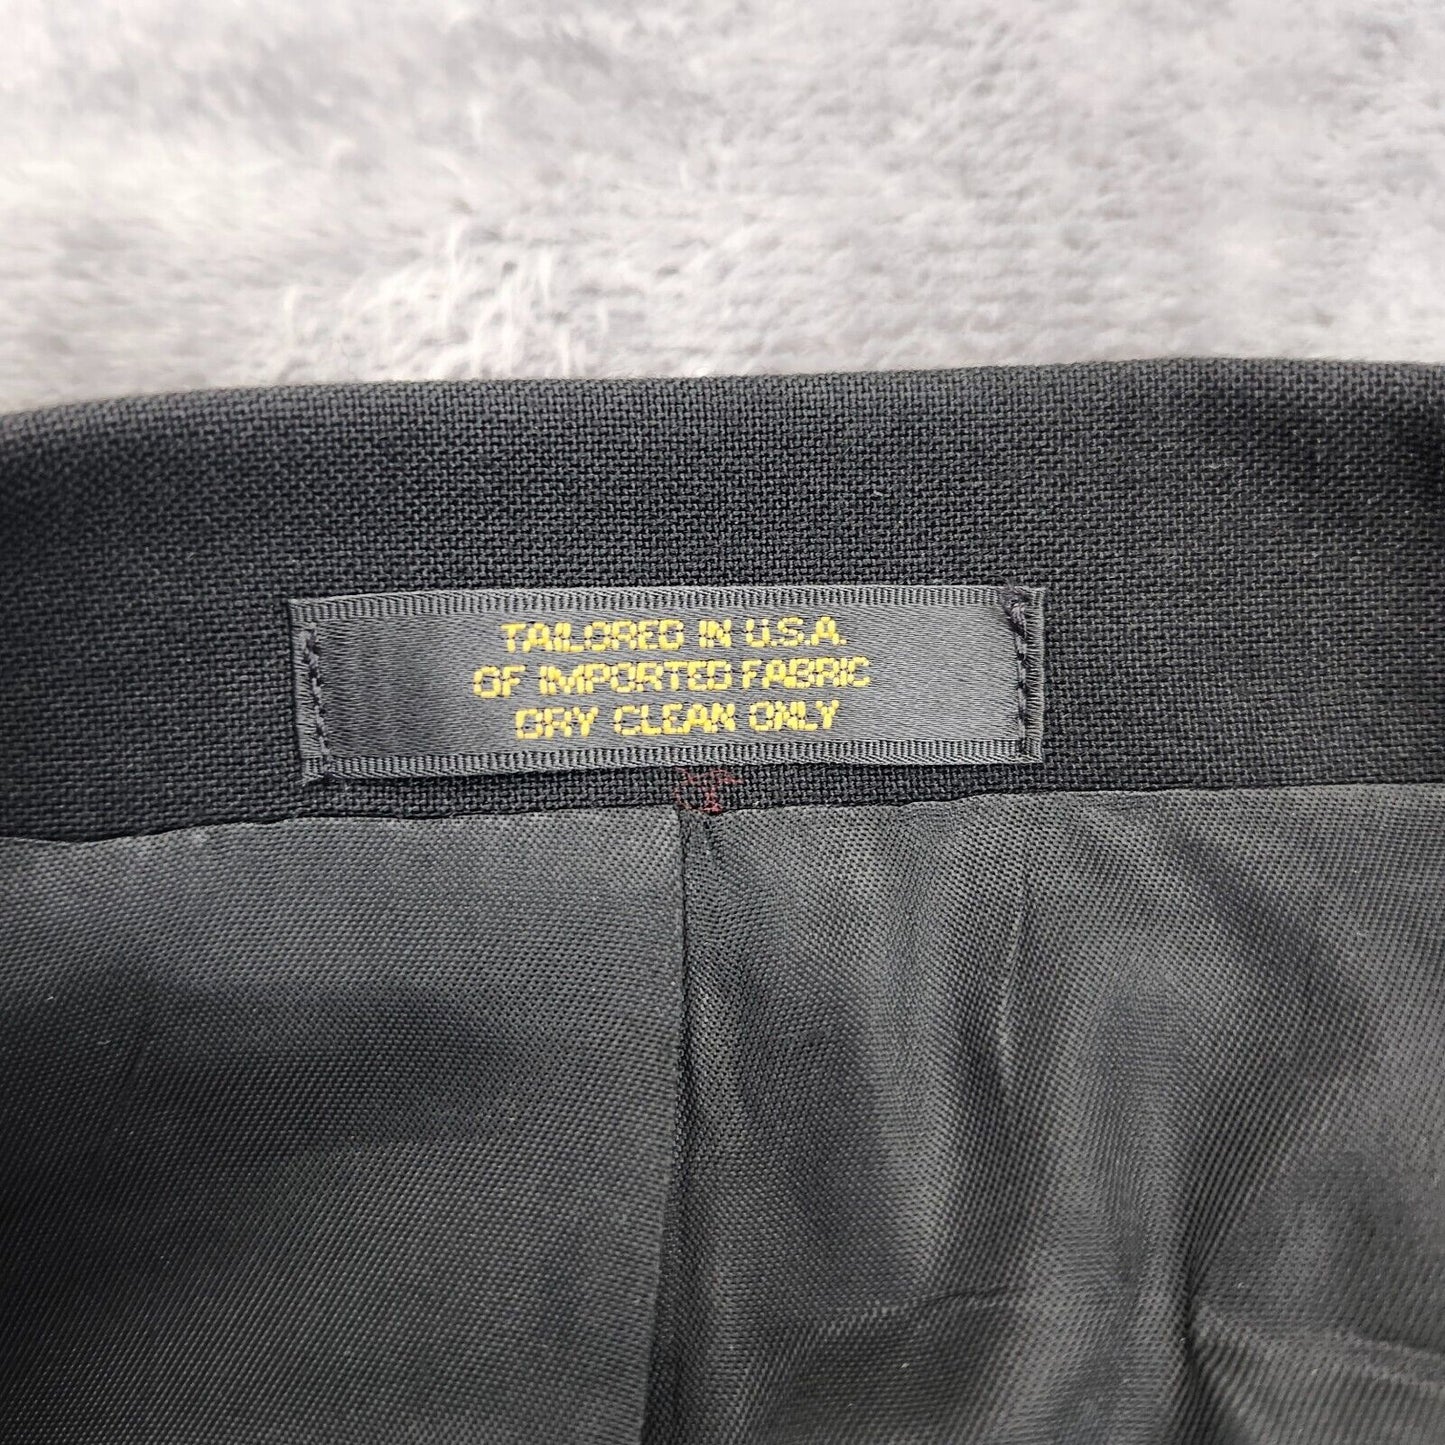 TAILORED IN U.S.A.
OF IMPORTED FABRIC
DRY CLEAN ONLY